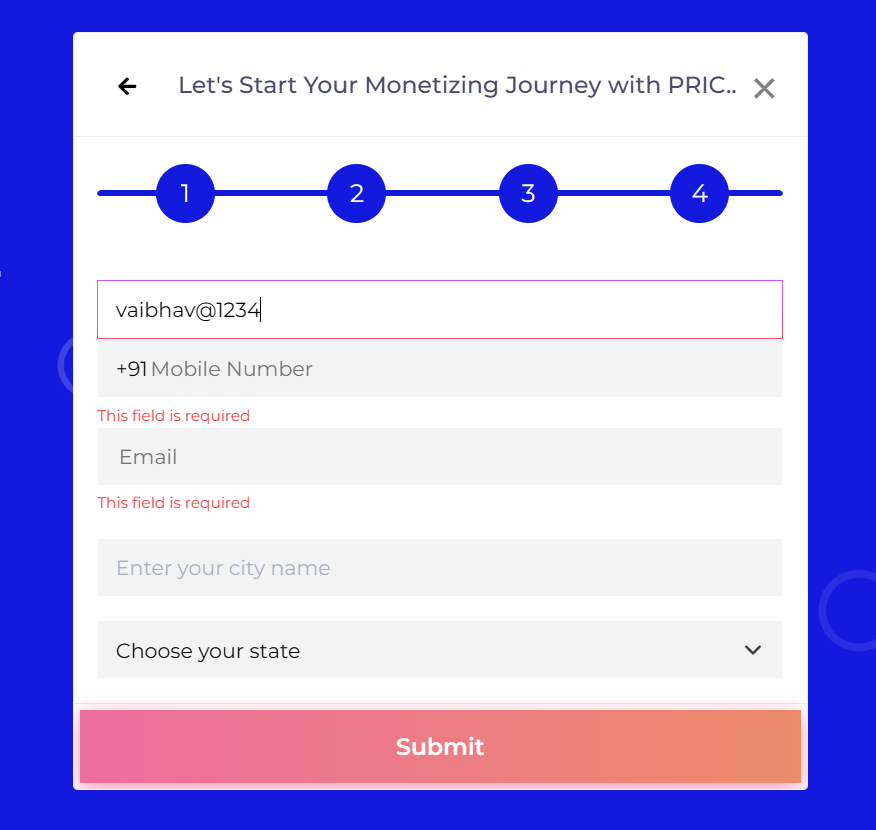 Let's Start Your Monetizing Journey with PRIC..
1 2 3 4
vaibhav@1234
+91 Mobile Number
This field is required
Email
This field is required
Enter your city name
Choose your state
Submit